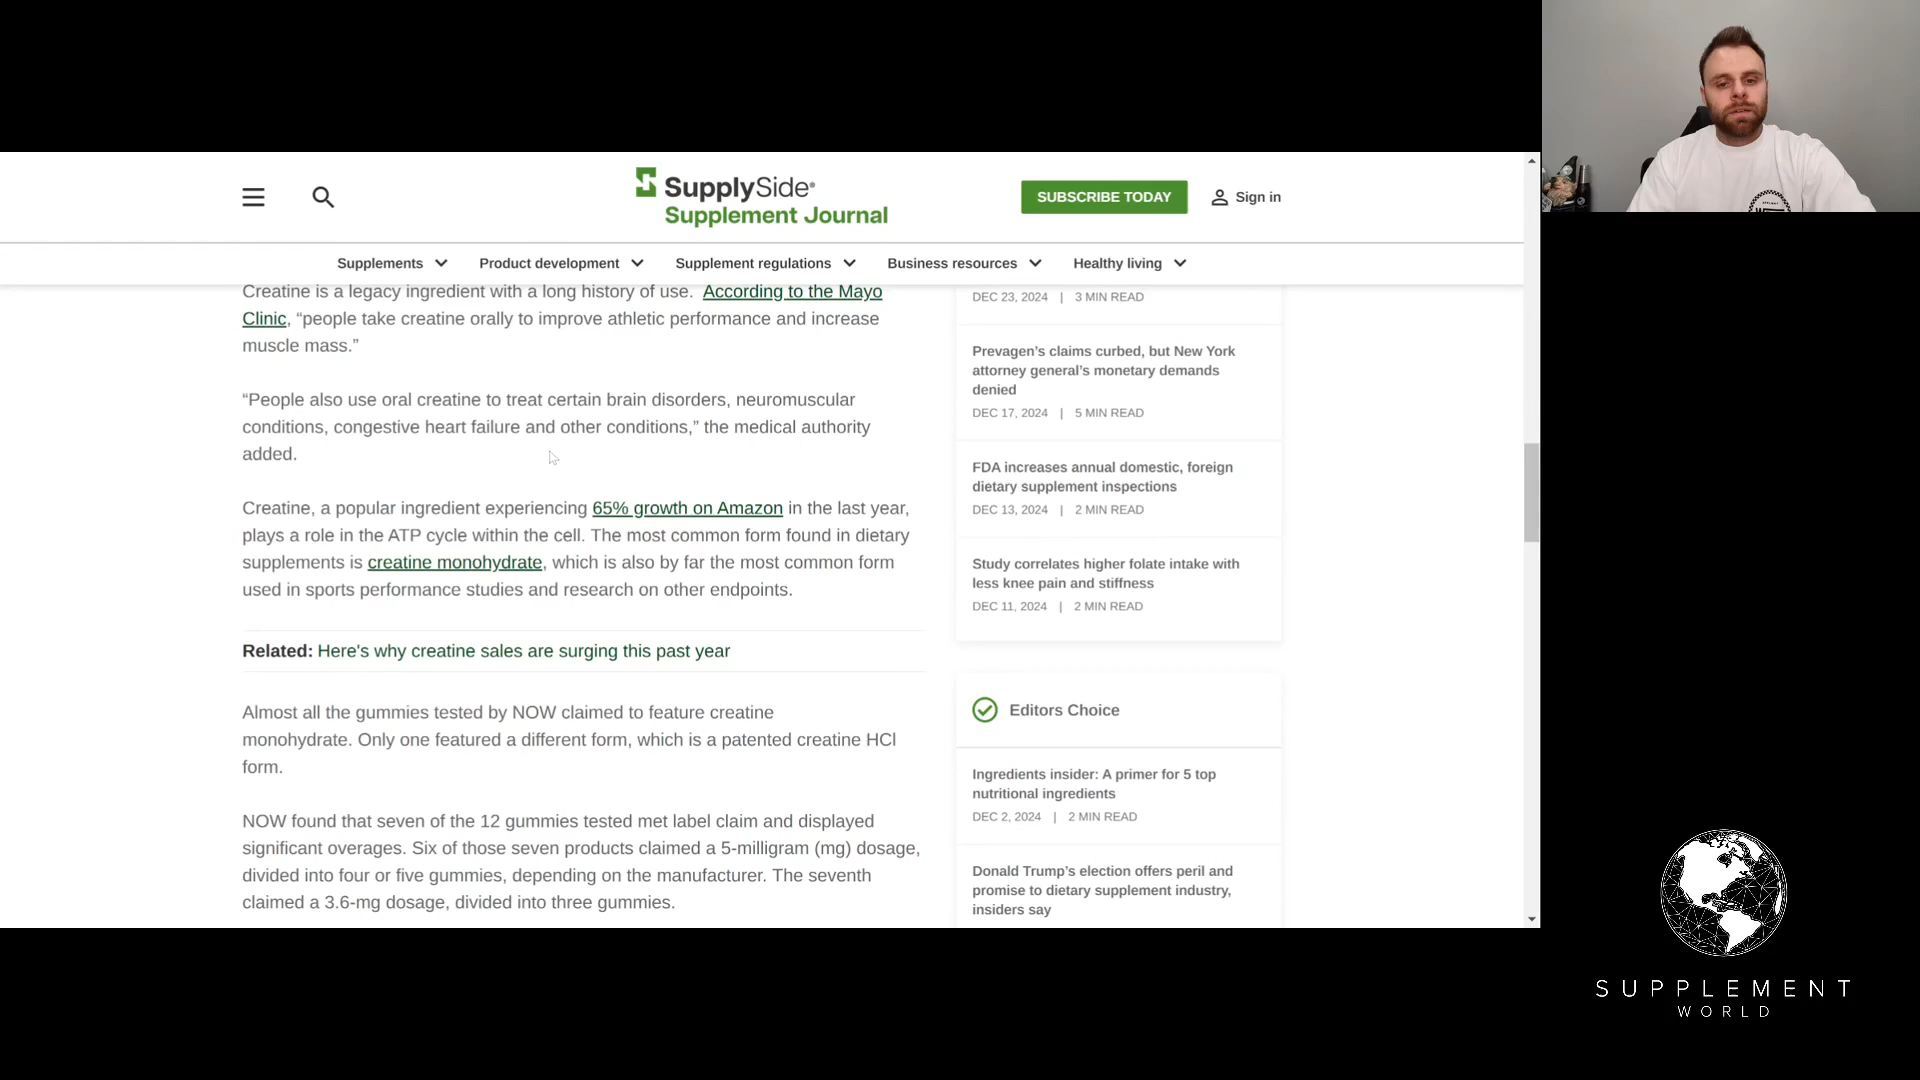 SupplySide®
Supplement Journal
SUBSCRIBE TODAY
Sign in
Supplements
Product development
Supplement regulations
Business resources
Healthy living
Creatine is a legacy ingredient with a long history of use. According to the Mayo
Clinic, “people take creatine orally to improve athletic performance and increase
muscle mass.”
“People also use oral creatine to treat certain brain disorders, neuromuscular
conditions, congestive heart failure and other conditions,” the medical authority
added.
Creatine, a popular ingredient experiencing 65% growth on Amazon in the last year,
plays a role in the ATP cycle within the cell. The most common form found in dietary
supplements is creatine monohydrate, which is also by far the most common form
used in sports performance studies and research on other endpoints.
Related: Here's why creatine sales are surging this past year
Almost all the gummies tested by NOW claimed to feature creatine
monohydrate. Only one featured a different form, which is a patented creatine HCl
form.
NOW found that seven of the 12 gummies tested met label claim and displayed
significant overages. Six of those seven products claimed a 5-milligram (mg) dosage,
divided into four or five gummies, depending on the manufacturer. The seventh
claimed a 3.6-mg dosage, divided into three gummies.
DEC 23, 2024 | 3 MIN READ
Prevagen’s claims curbed, but New York
attorney general’s monetary demands
denied
DEC 17, 2024 | 5 MIN READ
FDA increases annual domestic, foreign
dietary supplement inspections
DEC 13, 2024 | 2 MIN READ
Study correlates higher folate intake with
less knee pain and stiffness
DEC 11, 2024 | 2 MIN READ
Editors Choice
Ingredients insider: A primer for 5 top
nutritional ingredients
DEC 2, 2024 | 2 MIN READ
Donald Trump’s election offers peril and
promise to dietary supplement industry,
insiders say
SUPPLEMENT
WORLD